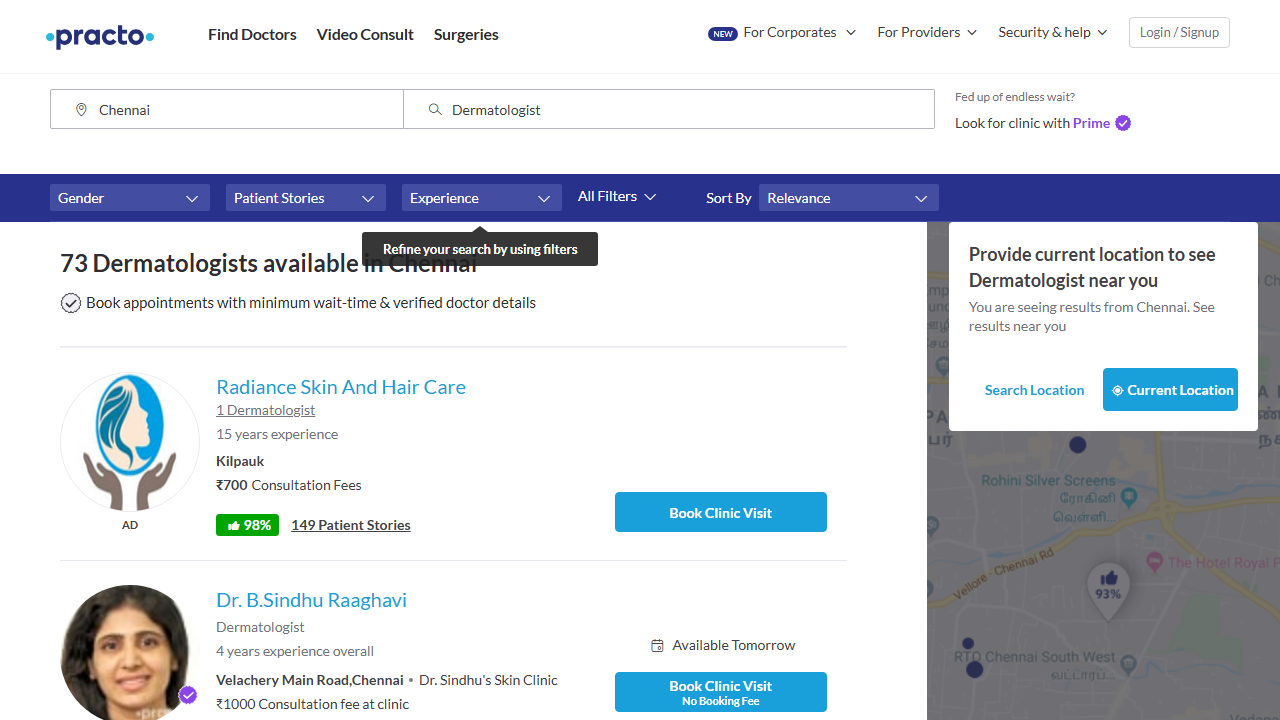 practo
Find Doctors
Video Consult
Surgeries
NEW For Corporates
For Providers
Security & help
Login / Signup
Chennai
Dermatologist
Fed up of endless wait?
Look for clinic with Prime
Gender
Patient Stories
Experience
All Filters
Sort By
Relevance
Refine your search by using filters
73 Dermatologists available in Chennai
Book appointments with minimum wait-time & verified doctor details
Provide current location to see
Dermatologist near you
You are seeing results from Chennai. See
results near you
Search Location
Current Location
Radiance Skin And Hair Care
1 Dermatologist
15 years experience
Kilpauk
₹700 Consultation Fees
98%
149 Patient Stories
AD
Book Clinic Visit
Dr. B.Sindhu Raaghavi
Dermatologist
4 years experience overall
Velachery Main Road,Chennai • Dr. Sindhu's Skin Clinic
₹1000 Consultation fee at clinic
Available Tomorrow
Book Clinic Visit
No Booking Fee
Rohini Silver Screens
ரோகினி
வெள்ளி...
Vellore - Chennai Rd
The Hotel Royal
93%
RTO Chennai South West